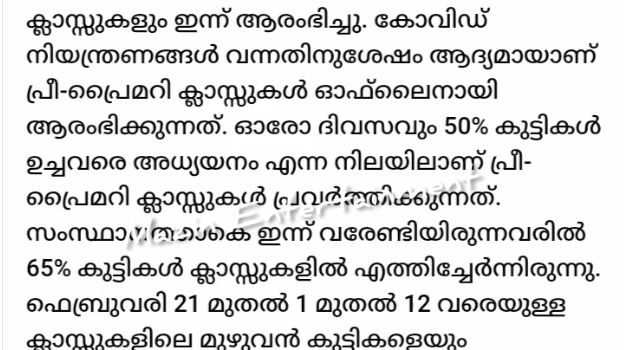 ക്ലാസ്സുകളും ഇന്ന് ആരംഭിച്ചു. കോവിഡ്
നിയന്ത്രണങ്ങൾ വന്നതിനുശേഷം ആദ്യമായാണ്
പ്രീ-പ്രൈമറി ക്ലാസ്സുകൾ ഓഫ്‌ലൈനായി
ആരംഭിക്കുന്നത്. ഓരോ ദിവസവും 50% കുട്ടികൾ
ഉച്ചവരെ അധ്യയനം എന്ന നിലയിലാണ് പ്രീ-
പ്രൈമറി ക്ലാസ്സുകൾ പ്രവർത്തിക്കുന്നത്.
Maein Entertainment
സംസ്ഥാനത്താകെ ഇന്ന് വരേണ്ടിയിരുന്നവരിൽ
65% കുട്ടികൾ ക്ലാസ്സുകളിൽ എത്തിച്ചേർന്നിരുന്നു.
ഫെബ്രുവരി 21 മുതൽ 1 മുതൽ 12 വരെയുള്ള
ക്ലാസ്സുകളിലെ മുഴുവൻ കുട്ടികളെയും